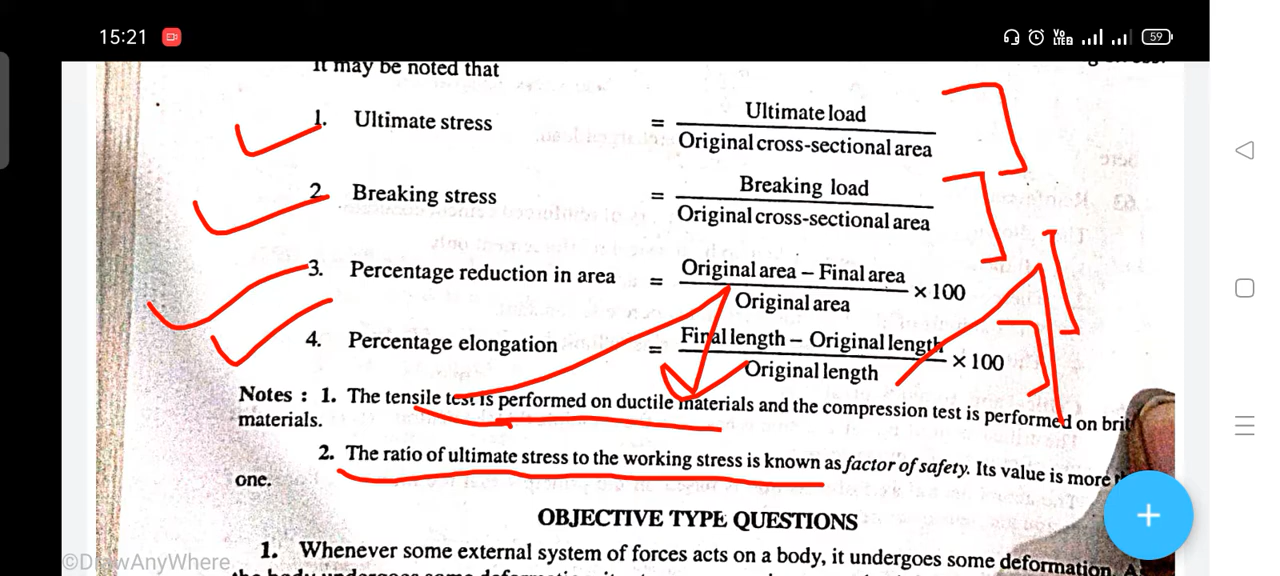 15:21
Vo LTE 2
59
It may be noted that
1. Ultimate stress = Ultimate load
Original cross-sectional area
2. Breaking stress = Breaking load
Original cross-sectional area
3. Percentage reduction in area = Original area – Final area
Original area × 100
4. Percentage elongation = Final length – Original length
Original length × 100
Notes : 1. The tensile test is performed on ductile materials and the compression test is performed on
materials.
2. The ratio of ultimate stress to the working stress is known as factor of safety. Its value is more
one.
OBJECTIVE TYPE QUESTIONS
1. Whenever some external system of forces acts on a body, it undergoes some deformation. A
©DrawAnyWhere